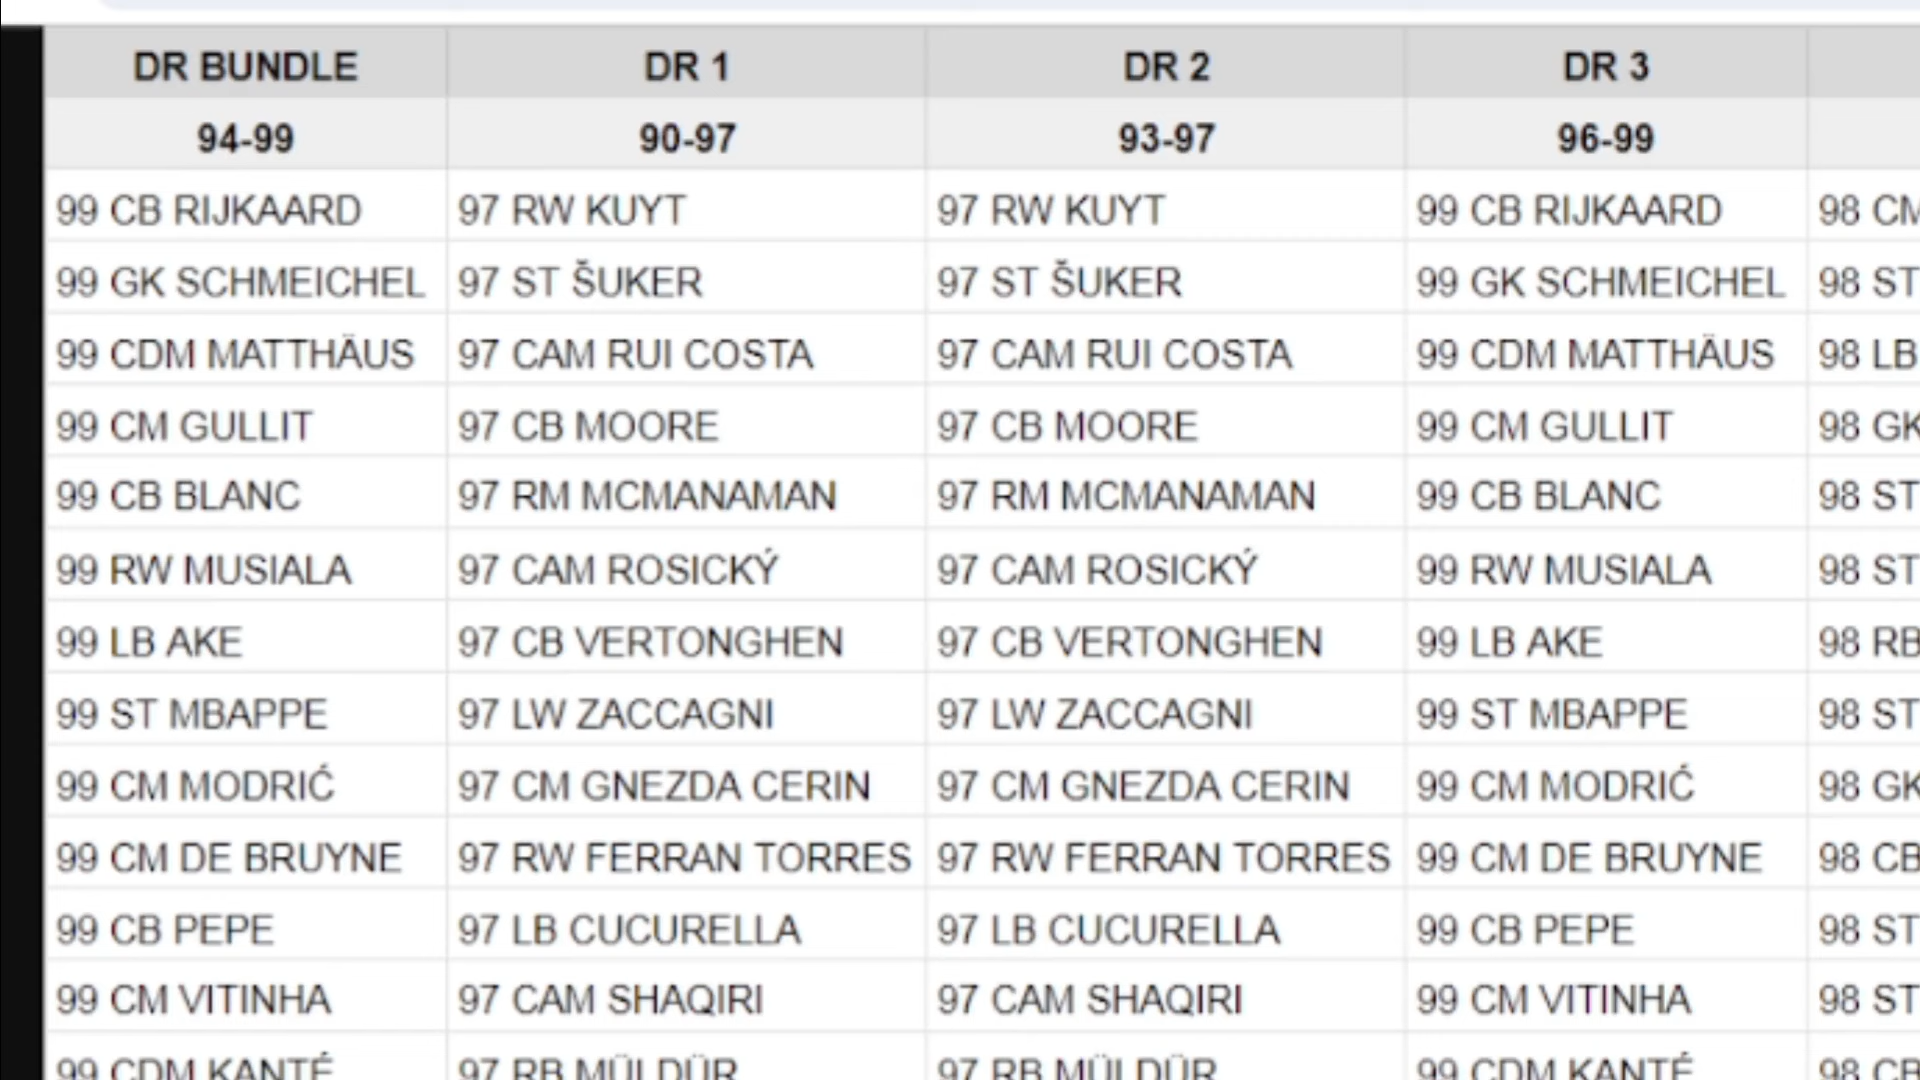 DR BUNDLE DR 1 DR 2 DR 3
94-99 90-97 93-97 96-99
99 CB RIJKAARD 97 RW KUYT 97 RW KUYT 99 CB RIJKAARD 98 CM
99 GK SCHMEICHEL 97 ST ŠUKER 97 ST ŠUKER 99 GK SCHMEICHEL 98 ST
99 CDM MATTHÄUS 97 CAM RUI COSTA 97 CAM RUI COSTA 99 CDM MATTHÄUS 98 LB
99 CM GULLIT 97 CB MOORE 97 CB MOORE 99 CM GULLIT 98 GK
99 CB BLANC 97 RM MCMANAMAN 97 RM MCMANAMAN 99 CB BLANC 98 ST
99 RW MUSIALA 97 CAM ROSICKÝ 97 CAM ROSICKÝ 99 RW MUSIALA 98 ST
99 LB AKE 97 CB VERTONGHEN 97 CB VERTONGHEN 99 LB AKE 98 RB
99 ST MBAPPE 97 LW ZACCAGNI 97 LW ZACCAGNI 99 ST MBAPPE 98 ST
99 CM MODRIĆ 97 CM GNEZDA CERIN 97 CM GNEZDA CERIN 99 CM MODRIĆ 98 GK
99 CM DE BRUYNE 97 RW FERRAN TORRES 97 RW FERRAN TORRES 99 CM DE BRUYNE 98 CB
99 CB PEPE 97 LB CUCURELLA 97 LB CUCURELLA 99 CB PEPE 98 ST
99 CM VITINHA 97 CAM SHAQIRI 97 CAM SHAQIRI 99 CM VITINHA 98 ST
99 CDM KANTÉ 97 RB MÜLDÜR 97 RB MÜLDÜR 99 CDM KANTÉ 98 CB